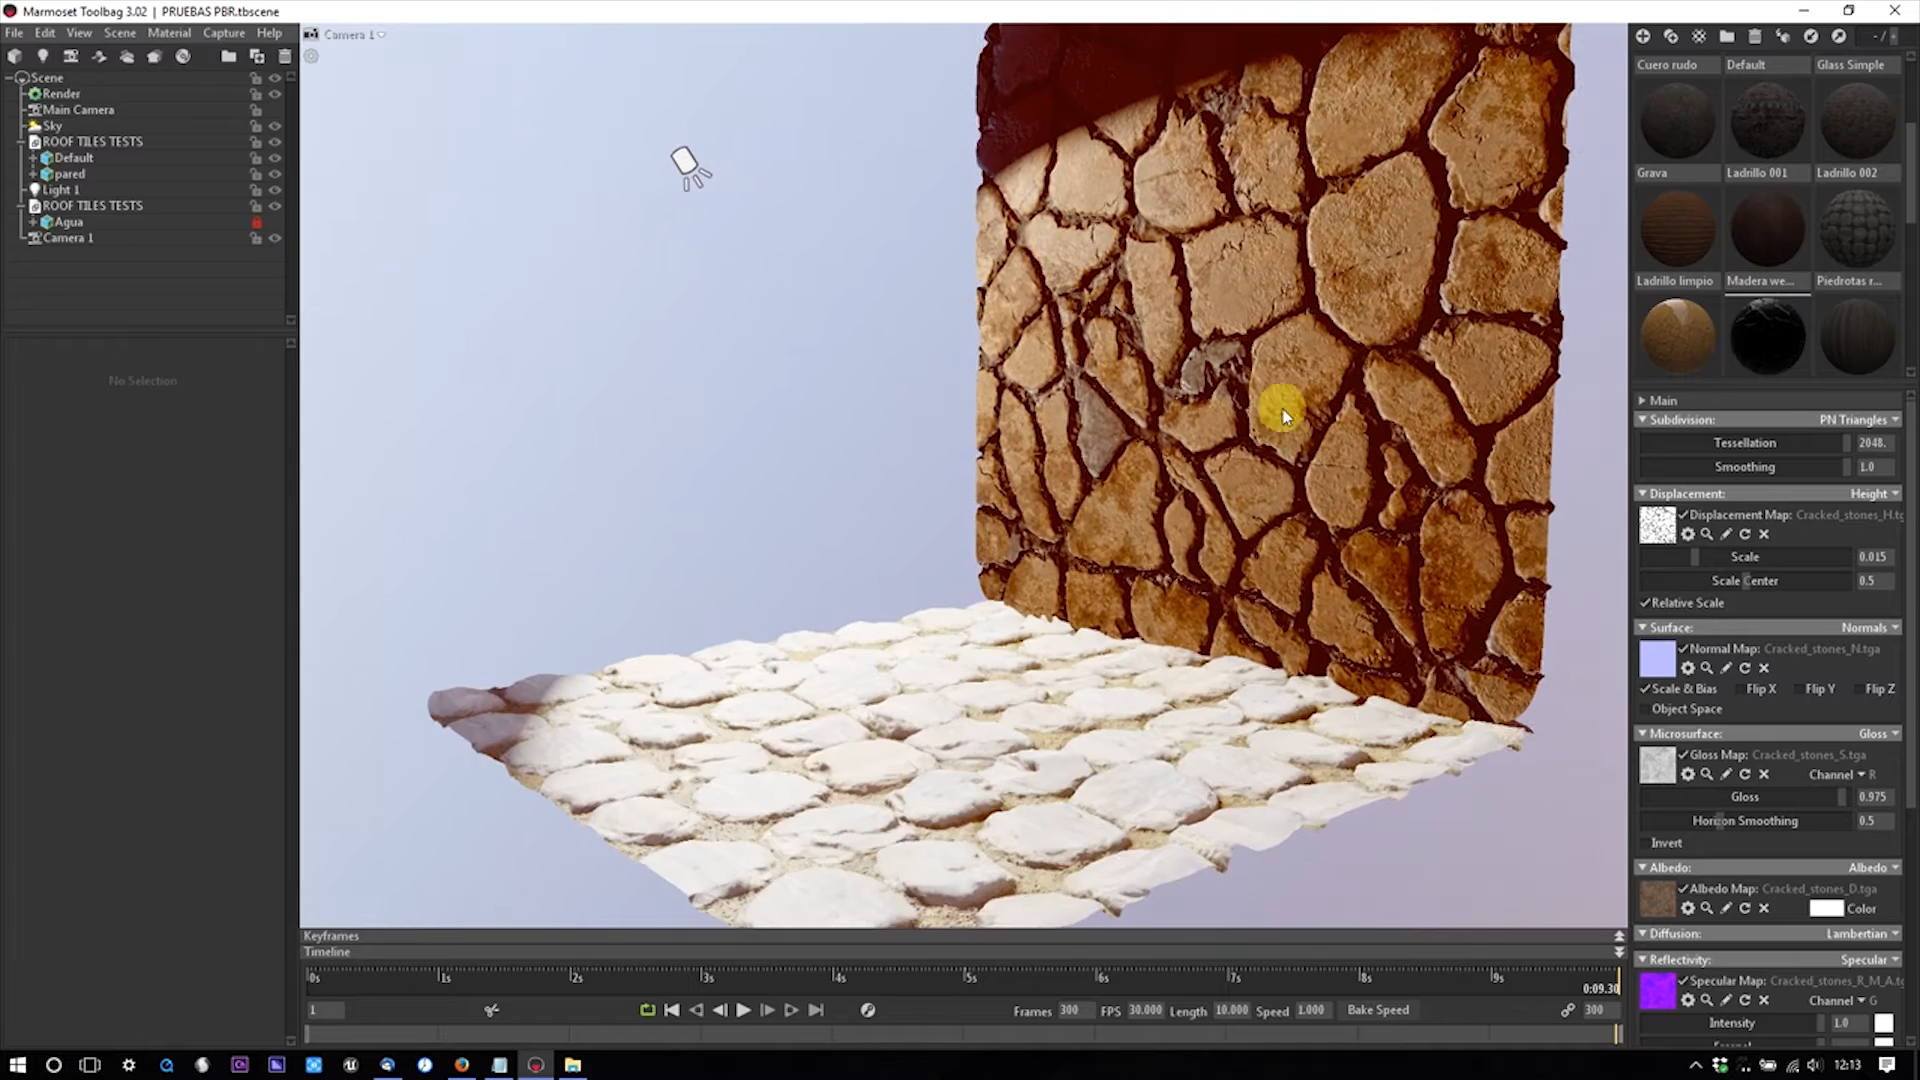 Marmoset Toolbag 3.02 | PRUEBAS PBR.tbscene
File Edit View Scene Material Capture Help
Camera 1
Scene
Render
Main Camera
Sky
ROOF TILES TESTS
Default
pared
Light 1
ROOF TILES TESTS
Agua
Camera 1
No Selection
Cuero rudo Default Glass Simple
Grava Ladrillo 001 Ladrillo 002
Ladrillo limpio Madera we... Piedrotas r...
Main
Subdivision: PN Triangles
Tessellation 2048.
Smoothing 1.0
Displacement: Height
Displacement Map: Cracked_stones_H.tg
Scale 0.015
Scale Center 0.5
Relative Scale
Surface: Normals
Normal Map: Cracked_stones_N.tga
Scale & Bias Flip X Flip Y Flip Z
Object Space
Microsurface: Gloss
Gloss Map: Cracked_stones_S.tga
Channel R
Gloss 0.975
Horizon Smoothing 0.5
Invert
Albedo: Albedo
Albedo Map: Cracked_stones_D.tga
Color
Diffusion: Lambertian
Reflectivity: Specular
Specular Map: Cracked_stones_R_M_A.t
Channel G
Intensity 1.0
Keyframes
Timeline
0s 1s 2s 3s 4s 5s 6s 7s 8s 9s
0:09.30
1 Frames 300 FPS 30.000 Length 10.000 Speed 1.000 Bake Speed 300
12:13